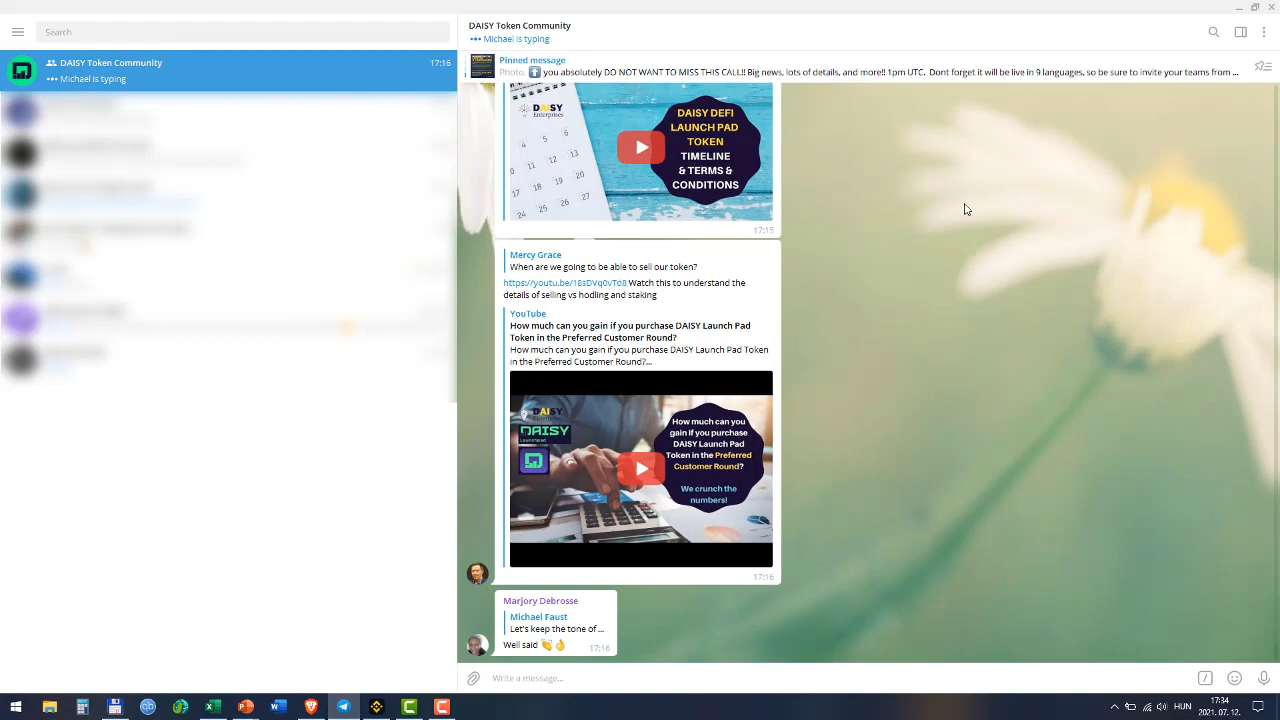 Search
DAISY Token Community
Michael is typing
17:16
DAISY Token Community
Michael is typing
Pinned message
Photo, ⬆ you absolutely DO NOT WANT TO MISS THIS CALL!Big news, lots of details, and more!! 1pm UTC. Dont foget it will be live in 9 languages, so be sure to invite your teams from...
DAISY
Enterprises
DAISY DEFI
LAUNCH PAD
TOKEN
TIMELINE
& TERMS &
CONDITIONS
17:15
Mercy Grace
When are we going to be able to sell our token?
https://youtu.be/18sDVq0vTd8 Watch this to understand the
details of selling vs hodling and staking
YouTube
How much can you gain if you purchase DAISY Launch Pad
Token in the Preferred Customer Round?
How much can you gain if you purchase DAISY Launch Pad Token
in the Preferred Customer Round?...
DAISY
DAISY
Launchpad
How much can you
gain if you purchase
DAISY Launch Pad
Token in the Preferred
Customer Round?
We crunch the
numbers!
17:16
Marjory Debrosse
Michael Faust
Let's keep the tone of ...
Well said 👏👌
17:16
Write a message...
HUN
17:34
2021. 07. 12.